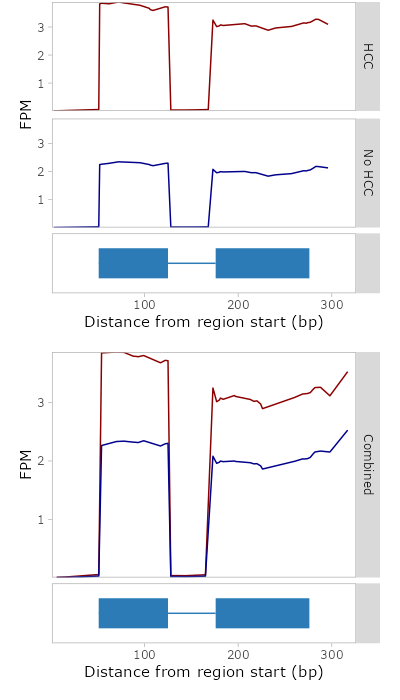 3
2
1
HCC
FPM
3
2
1
No HCC
100 200 300
Distance from region start (bp)
3
2
1
FPM
Combined
100 200 300
Distance from region start (bp)